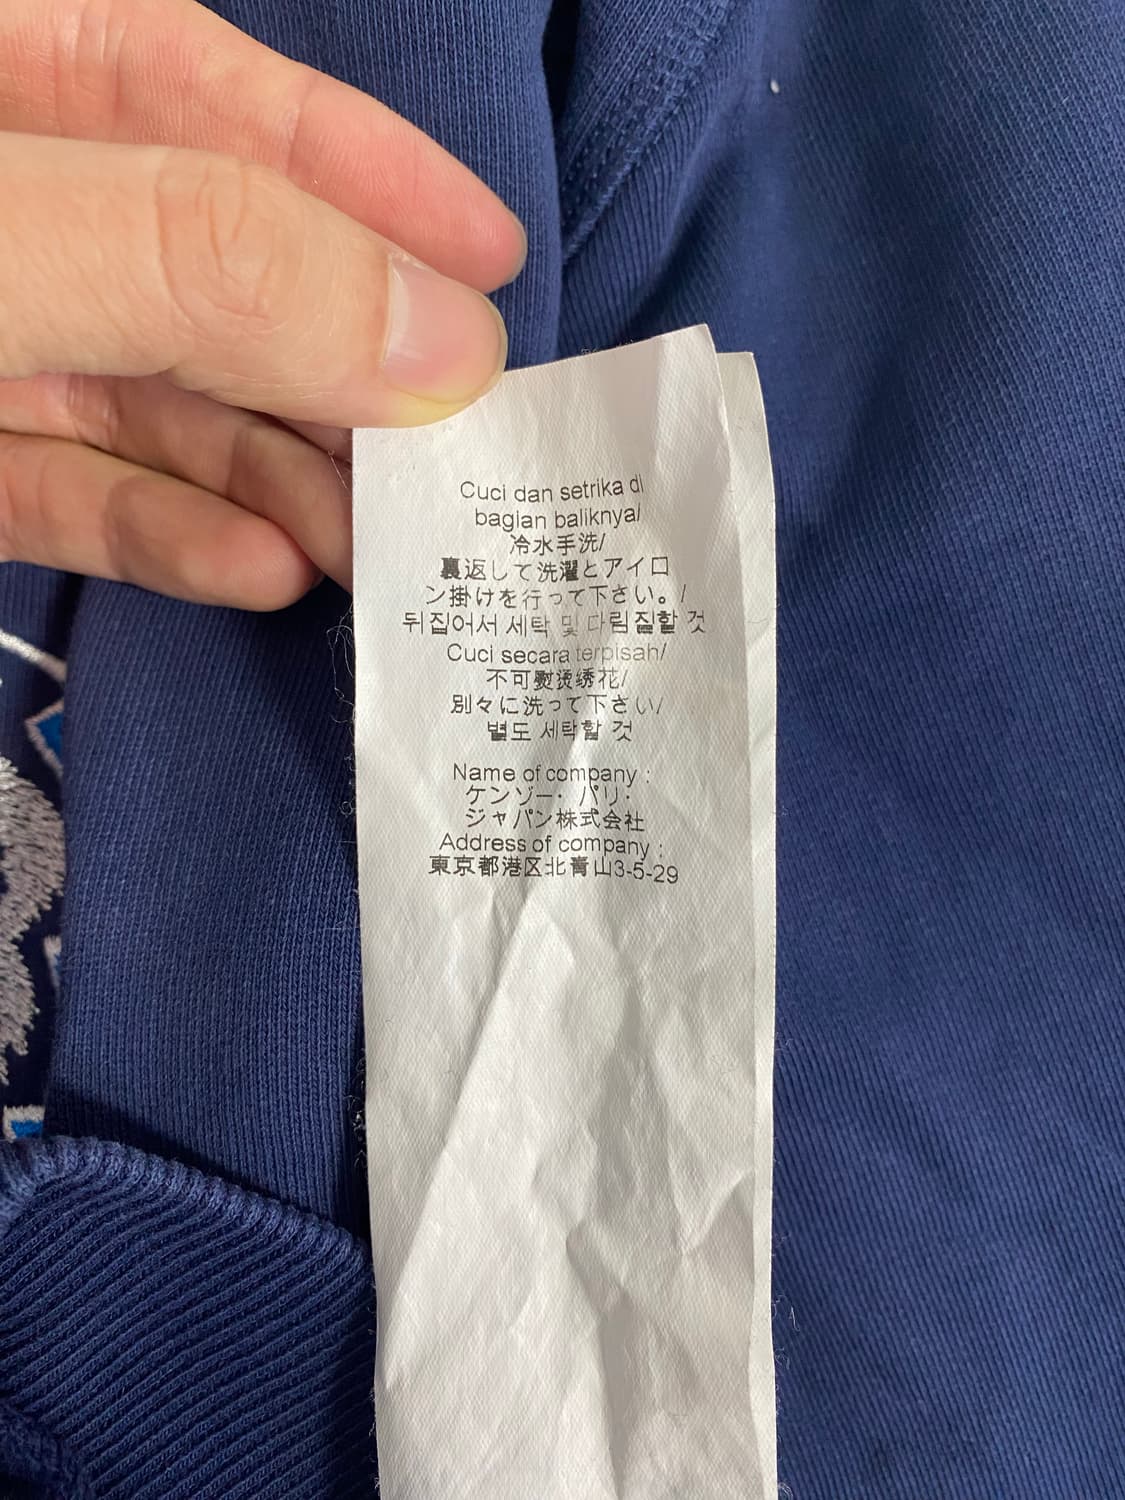 Cuci dan setrika di
bagian baliknya/
冷水手洗/
裏返して洗濯とアイロ
ン掛けを行って下さい。/
뒤집어서 세탁 및 다림질할 것
Cuci secara terpisah/
不可熨烫绣花/
別々に洗って下さい/
별도 세탁할 것
Name of company :
ケンゾー・パリ・
ジャパン株式会社
Address of company :
東京都港区北青山3-5-29